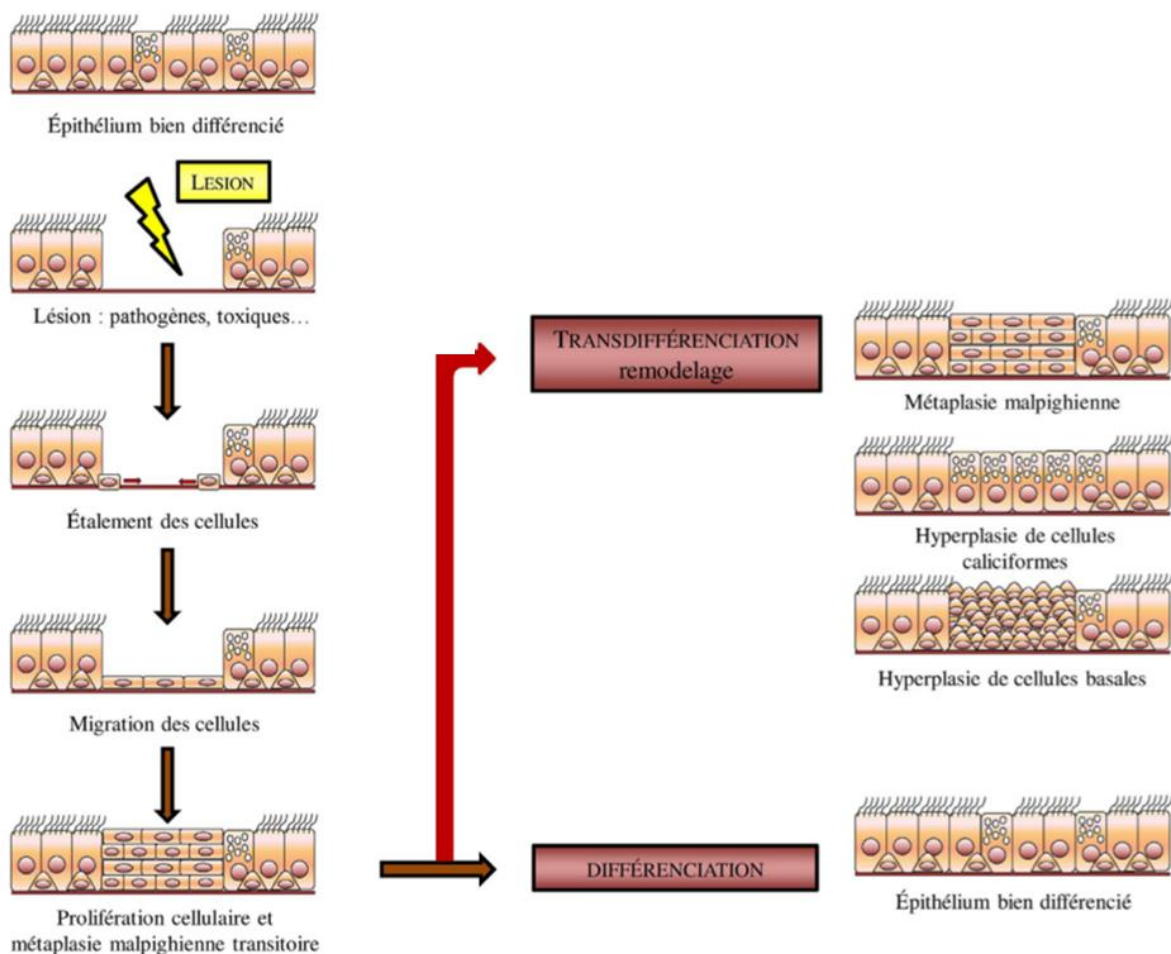 Épithélium bien différencié
LESION
Lésion : pathogènes, toxiques…
Étalement des cellules
Migration des cellules
Prolifération cellulaire et
métaplasie malpighienne transitoire
TRANSDIFFÉRENCIATION
remodelage
Métaplasie malpighienne
Hyperplasie de cellules
caliciformes
Hyperplasie de cellules basales
DIFFÉRENCIATION
Épithélium bien différencié